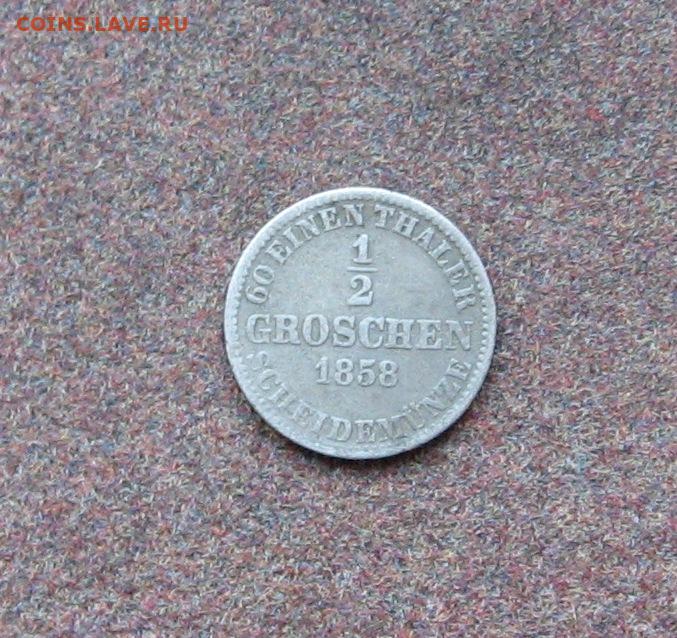 COINS.LAVE.RU
60 EINEN THALER
1
2
GROSCHEN
1858
SCHEIDEMÜNZE